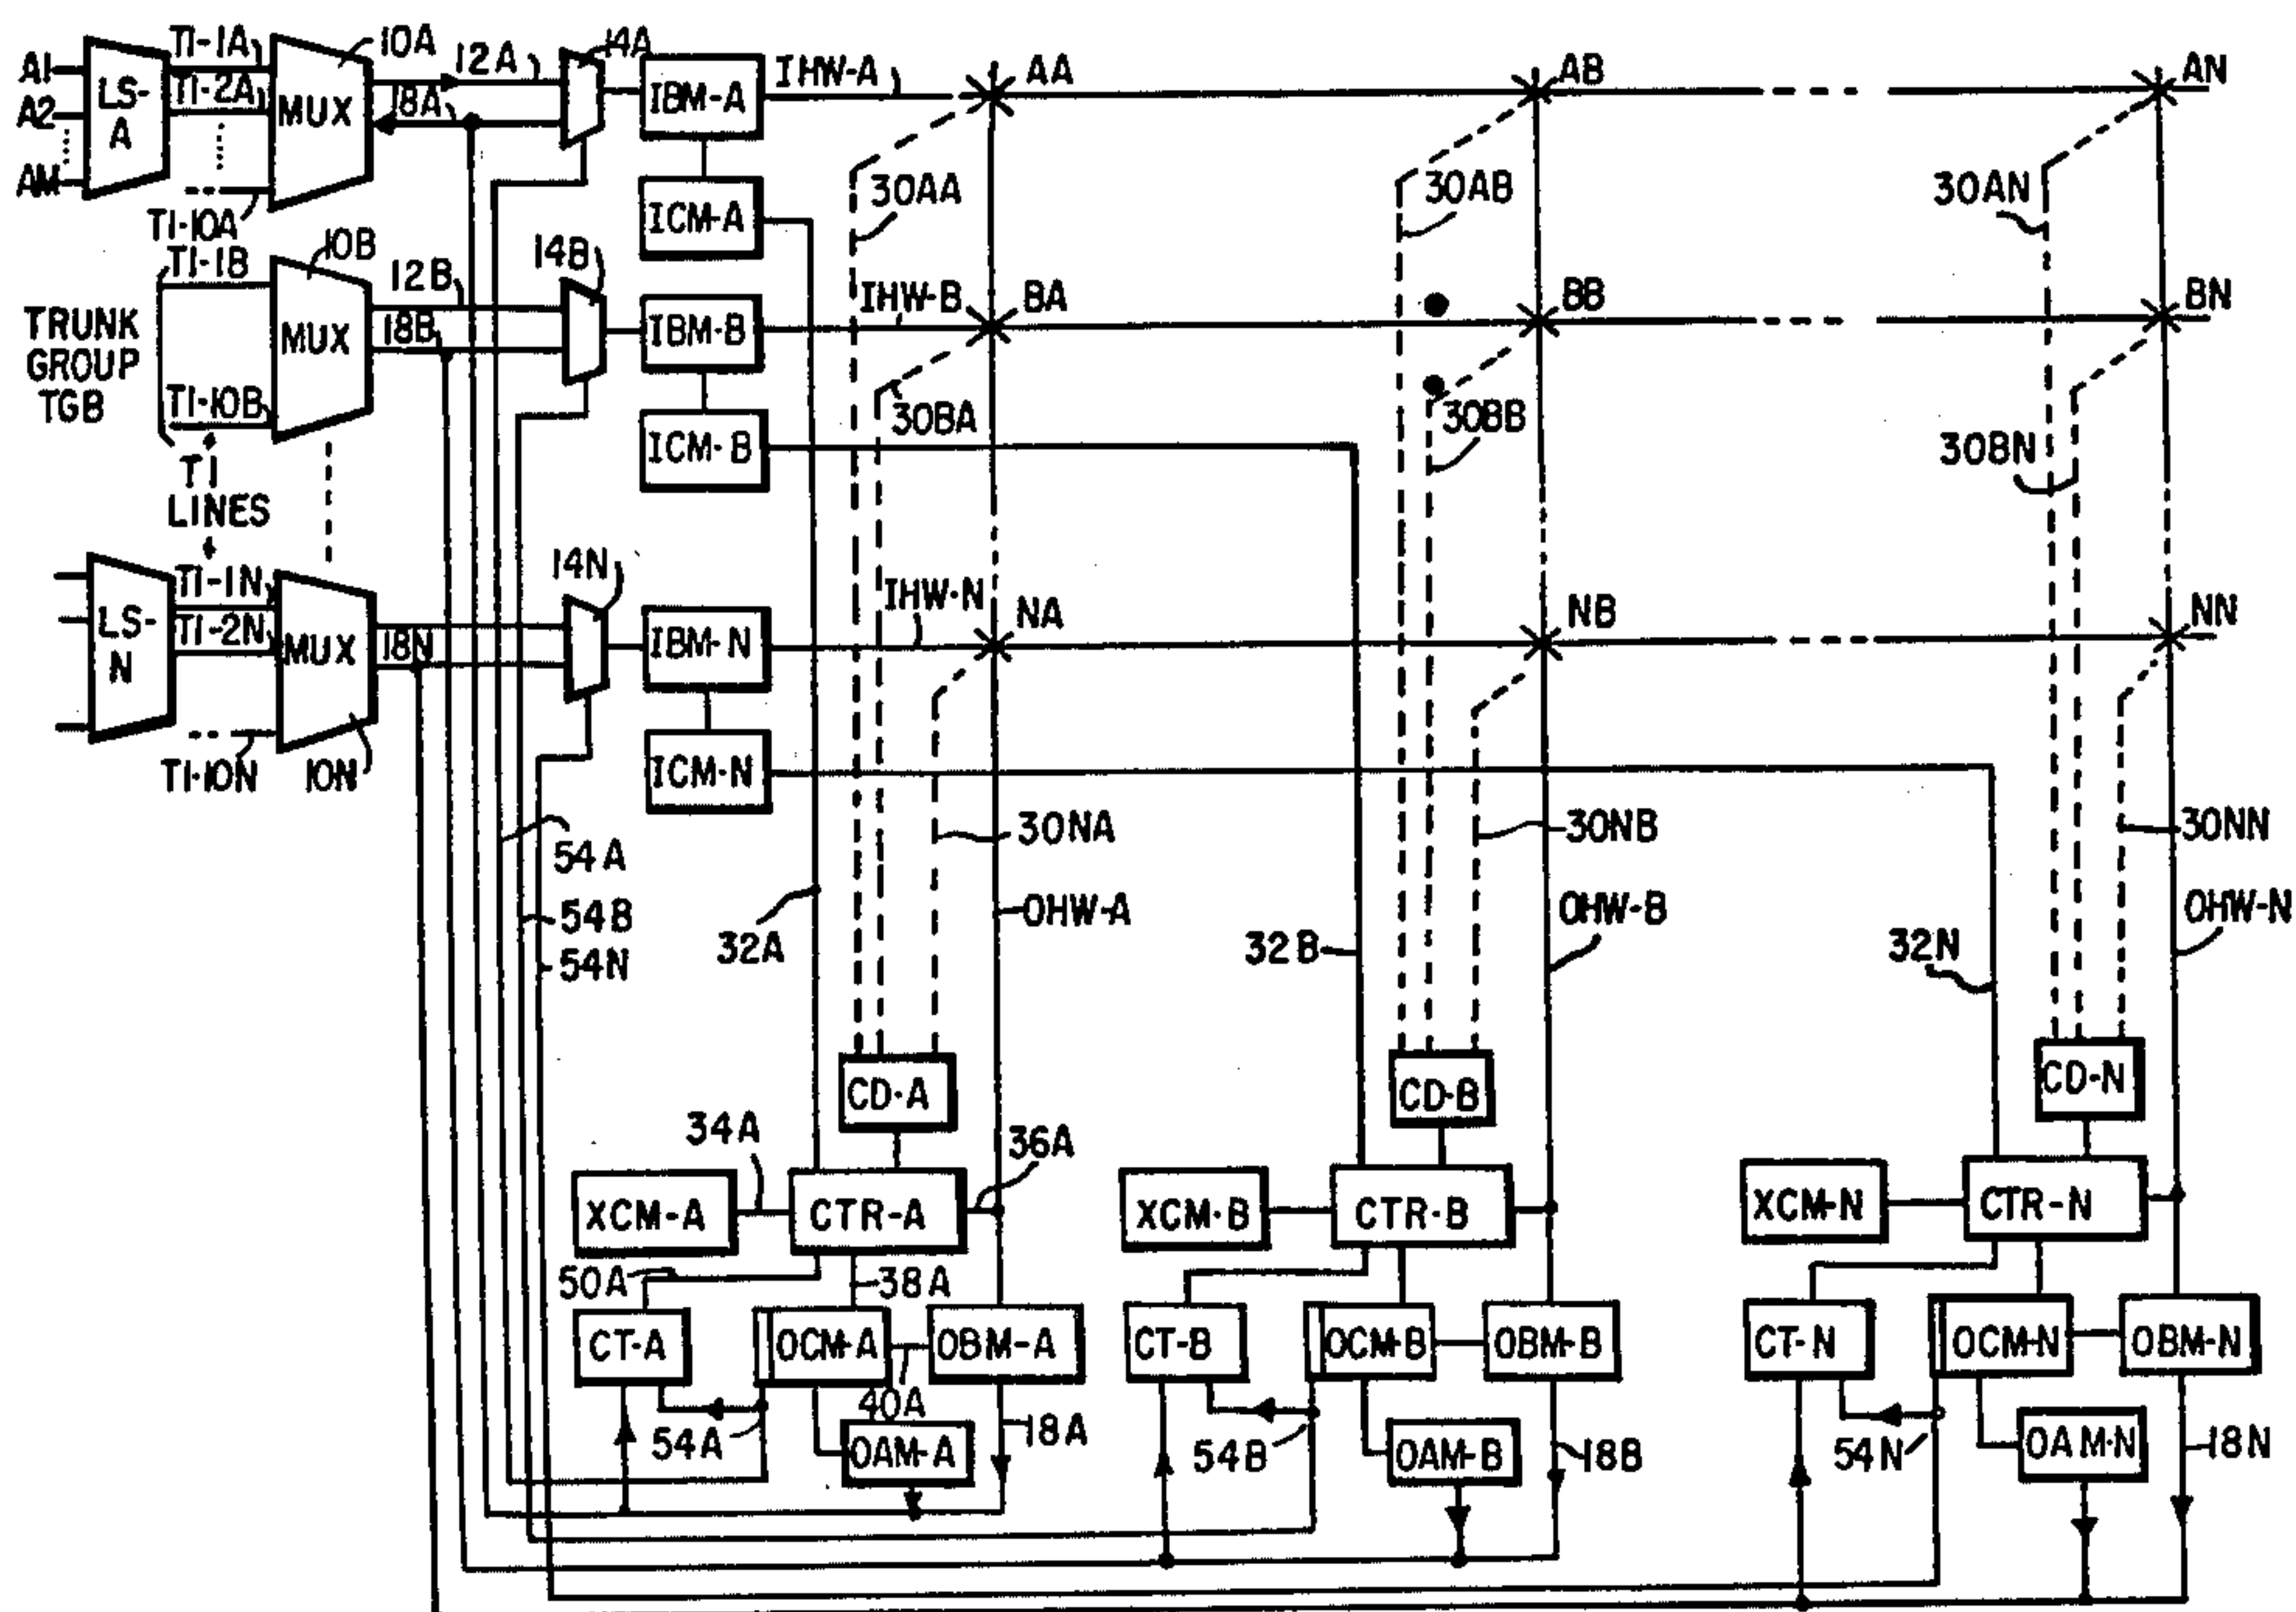 A1
A2
AM
LS-A
T1-1A
T1-2A
T1-10A
MUX
10A
12A
18A
14A
IBM-A
IHW-A
AA
AB
AN
ICM-A
30AA
30AB
30AN
TRUNK GROUP TGB
T1-1B
T1-10B
T1 LINES
MUX
10B
12B
18B
14B
IBM-B
IHW-B
BA
BB
BN
ICM-B
30BA
30BB
30BN
LS-N
T1-1N
T1-2N
T1-10N
MUX
10N
18N
14N
IBM-N
IHW-N
NA
NB
NN
ICM-N
30NA
30NB
30NN
54A
54B
54N
32A
OHW-A
32B
OHW-B
32N
OHW-N
CD-A
CD-B
CD-N
34A
36A
XCM-A
CTR-A
XCM-B
CTR-B
XCM-N
CTR-N
50A
38A
CT-A
OCM-A
OBM-A
CT-B
OCM-B
OBM-B
CT-N
OCM-N
OBM-N
40A
54A
OAM-A
18A
54B
OAM-B
18B
54N
OAM-N
18N